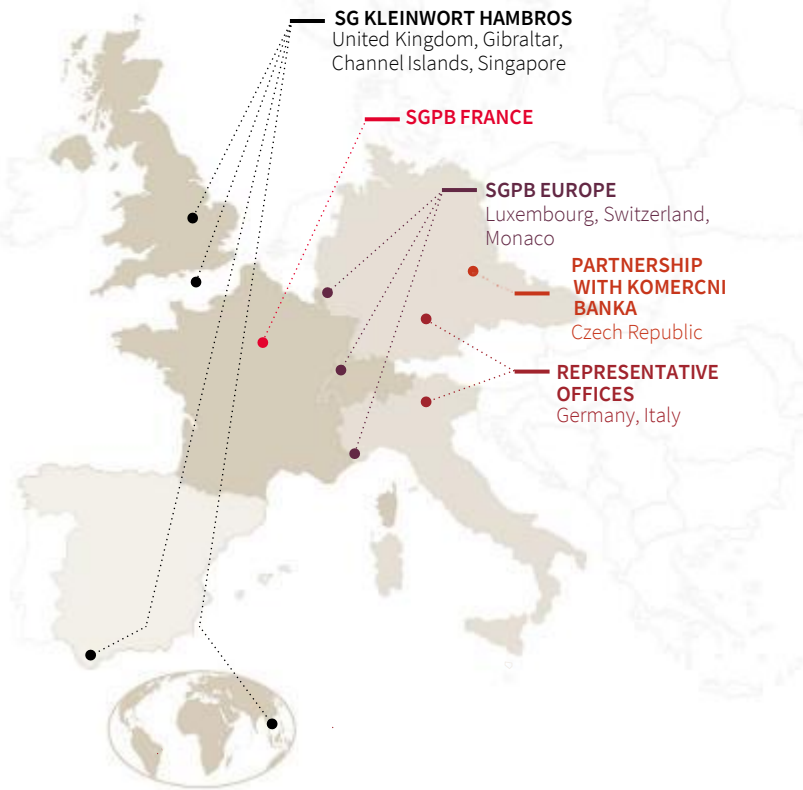 SG KLEINWORT HAMBROS
United Kingdom, Gibraltar,
Channel Islands, Singapore
SGPB FRANCE
SGPB EUROPE
Luxembourg, Switzerland,
Monaco
PARTNERSHIP
WITH KOMERCNI
BANKA
Czech Republic
REPRESENTATIVE
OFFICES
Germany, Italy